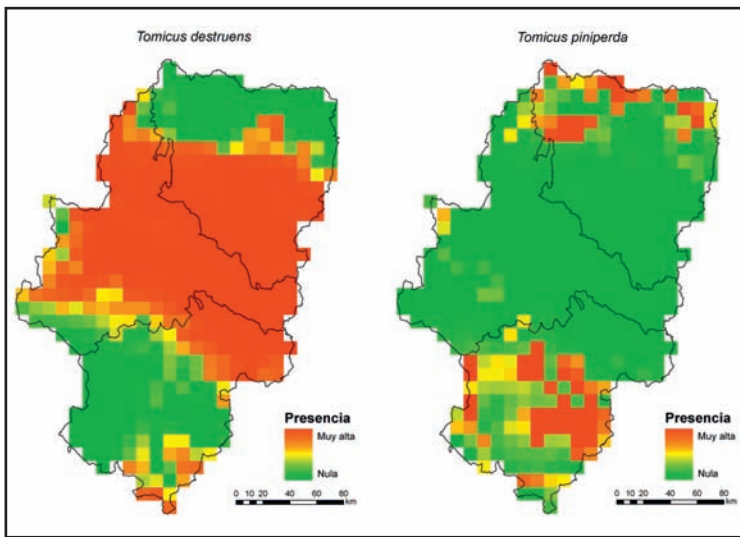 Tomicus destruens
Tomicus piniperda
Presencia
Muy alta
Nula
0 10 20 40 60 80
km
Presencia
Muy alta
Nula
0 10 20 40 60 80
km